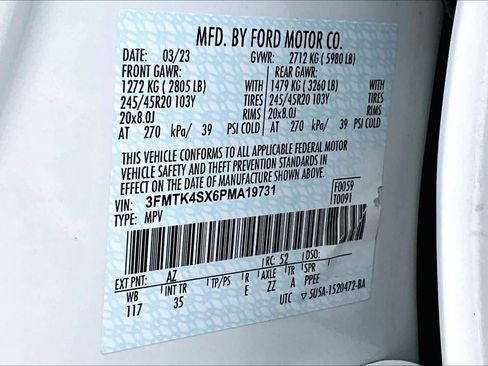 MFD. BY FORD MOTOR CO.
DATE: 03/23 GVWR: 2712 KG ( 5980 LB)
FRONT GAWR: REAR GAWR:
1272 KG ( 2805 LB) WITH 1479 KG ( 3260 LB) WITH
245/45R20 103Y TIRES 245/45R20 103Y TIRES
20x8.0J RIMS 20x8.0J RIMS
AT 270 kPa/ 39 PSI COLD AT 270 kPa/ 39 PSI COLD
THIS VEHICLE CONFORMS TO ALL APPLICABLE FEDERAL MOTOR
VEHICLE SAFETY AND THEFT PREVENTION STANDARDS IN
EFFECT ON THE DATE OF MANUFACTURE SHOWN ABOVE.
VIN: 3FMTK4SX6PMA19731 F0059
TYPE: MPV T0091
EXT PNT: AZ RC: 52 DSO:
WB INT TR TP/PS R AXLE TR SPR
117 35 E ZZ A PPEE
UTC 5U5A-1520472-BA